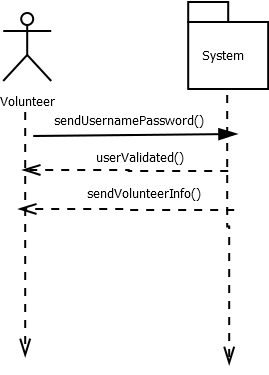 System
Volunteer
sendUsernamePassword()
userValidated()
sendVolunteerInfo()